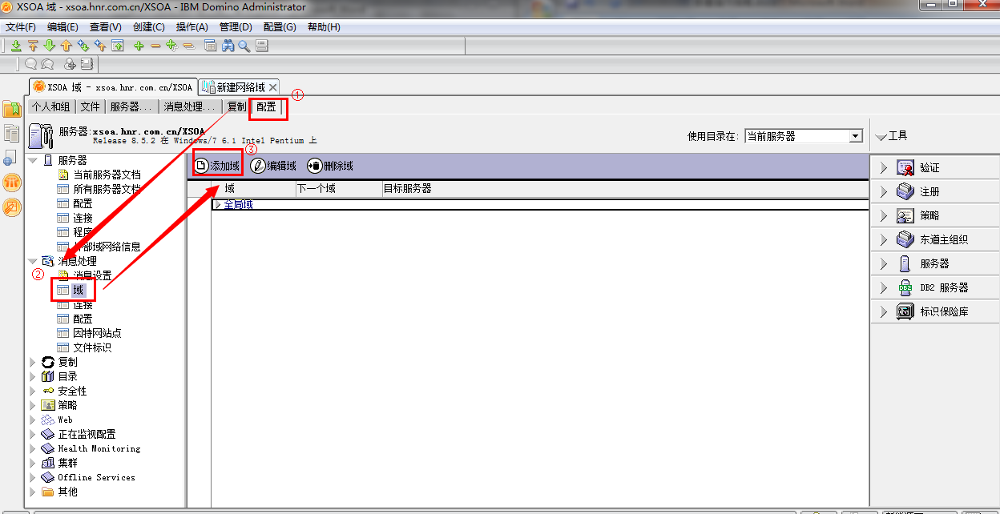 XSOA 域 - xsoa.hnr.com.cn/XSOA - IBM Domino Administrator
文件(F) 编辑(E) 查看(V) 创建(C) 操作(A) 管理(D) 配置(G) 帮助(H)
XSOA 域 - xsoa.hnr.com.cn/XSOA 新建网络域
①
个人和组 文件 服务器... 消息处理... 复制 配置
服务器:xsoa.hnr.com.cn/XSOA
Release 8.5.2 在 Windows/7 6.1 Intel Pentium 上
使用目录在: 当前服务器
工具
③
添加域 编辑域 删除域
域 下一个域 目标服务器
全局域
服务器
当前服务器文档
所有服务器文档
配置
连接
程序
外部域网络信息
消息处理
②
消息设置
域
连接
配置
因特网站点
文件标识
复制
目录
安全性
策略
Web
正在监视配置
Health Monitoring
集群
Offline Services
其他
验证
注册
策略
东道主组织
服务器
DB2 服务器
标识保险库